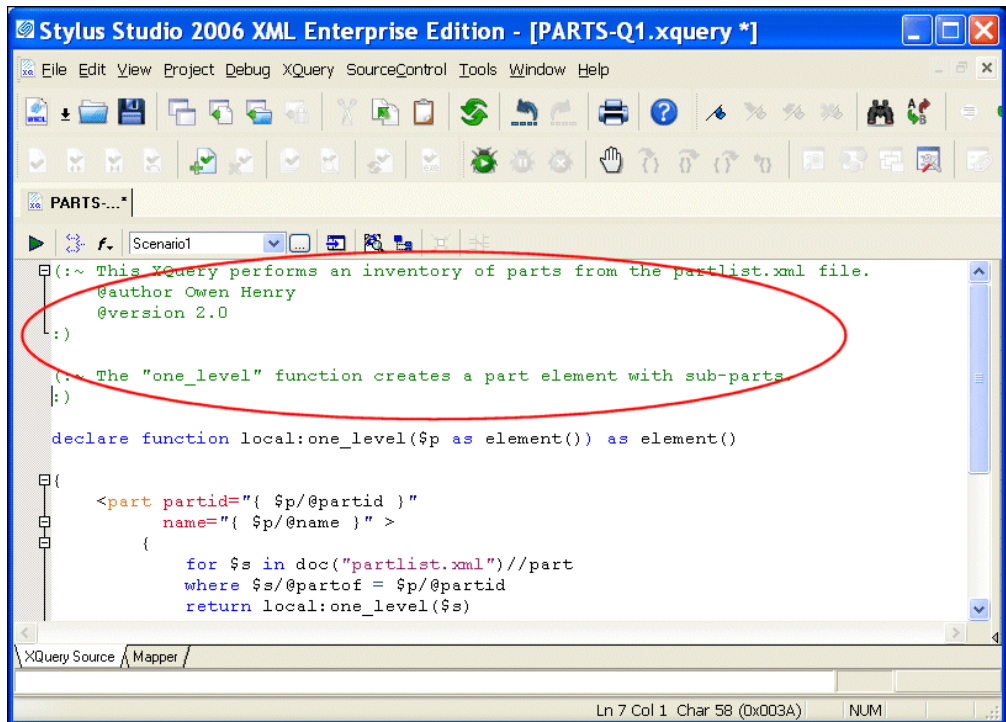 Stylus Studio 2006 XML Enterprise Edition - [PARTS-Q1.xquery *]
File Edit View Project Debug XQuery SourceControl Tools Window Help
PARTS-...*
Scenario1
(:~ This XQuery performs an inventory of parts from the partlist.xml file.
@author Owen Henry
@version 2.0
:)
(:~ The "one_level" function creates a part element with sub-parts.
:)
declare function local:one_level($p as element()) as element()
{
<part partid="{ $p/@partid }"
name="{ $p/@name }" >
{
for $s in doc("partlist.xml")//part
where $s/@partof = $p/@partid
return local:one_level($s)
XQuery Source Mapper
Ln 7 Col 1 Char 58 (0x003A) NUM